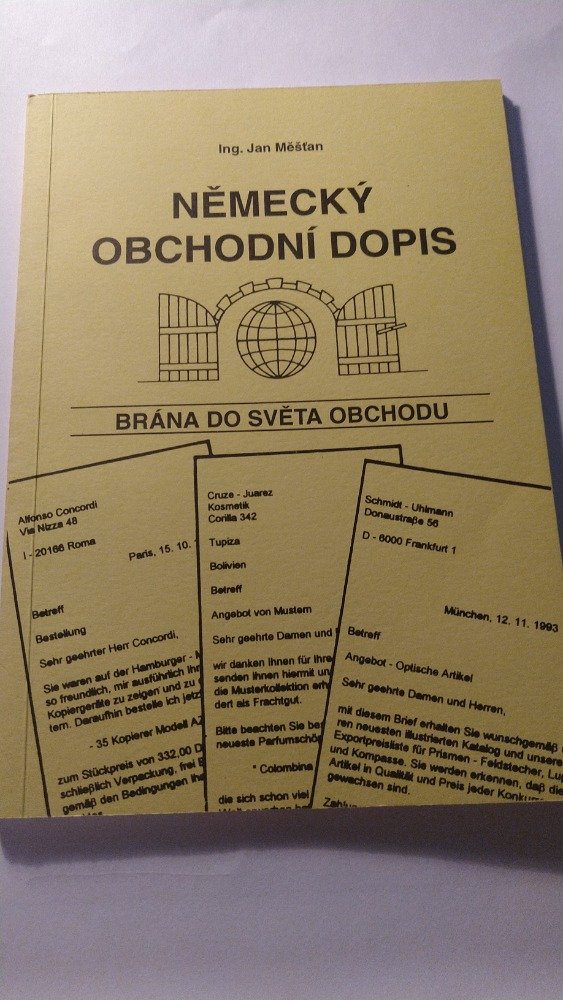 Ing. Jan Měšťan
NĚMECKÝ
OBCHODNÍ DOPIS
BRÁNA DO SVĚTA OBCHODU
Alfonso Concordi
Via Nizza 48
I - 20166 Roma
Paris, 15. 10.
Betreff
Bestellung
Sehr geehrter Herr Concordi,
Sie waren auf der Hamburger -
so freundlich, mir ausführlich
Kopiergeräte zu zeigen und zu
tern. Daraufhin bestelle ich jetzt
- 35 Kopierer Modell
zum Stückpreis von 332,00
schließlich Verpackung, frei
gemäß den Bedingungen
Cruze - Juarez
Kosmetik
Corilla 342
Tupiza
Bolivien
Betreff
Angebot von Mustern
Sehr geehrte Damen und
wir danken Ihnen für Ihre
senden Ihnen hiermit
die Musterkollektion
dert als Frachtgut.
Bitte beachten Sie
neueste
" Colombina
die sich schon viel
Schmidt - Uhlmann
Donaustraße 56
D - 6000 Frankfurt 1
München, 12. 11. 1993
Betreff
Angebot - Optische Artikel
Sehr geehrte Damen und Herren,
mit diesem Brief erhalten Sie wunschgemäß
ren neuesten illustrierten Katalog und unsere
Exportpreisliste für Prismen - Feldstecher,
und Kompasse. Sie werden erkennen, daß die
Artikel in Qualität und Preis jeder
gewachsen sind.